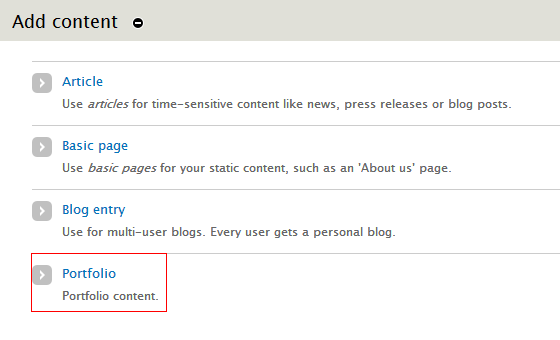 Add content
Article
Use articles for time-sensitive content like news, press releases or blog posts.
Basic page
Use basic pages for your static content, such as an 'About us' page.
Blog entry
Use for multi-user blogs. Every user gets a personal blog.
Portfolio
Portfolio content.